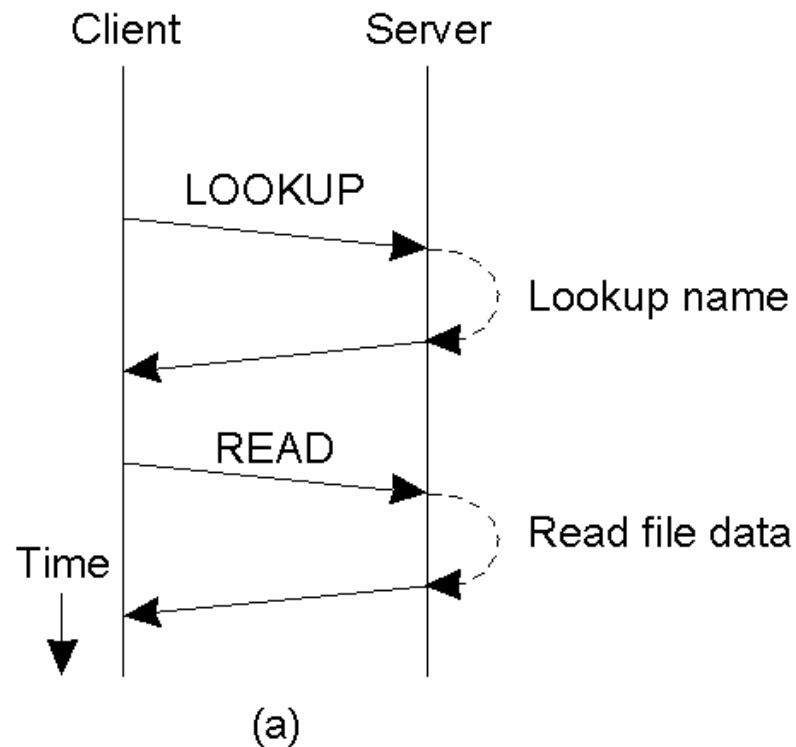 Client
Server
LOOKUP
Lookup name
READ
Read file data
Time
(a)